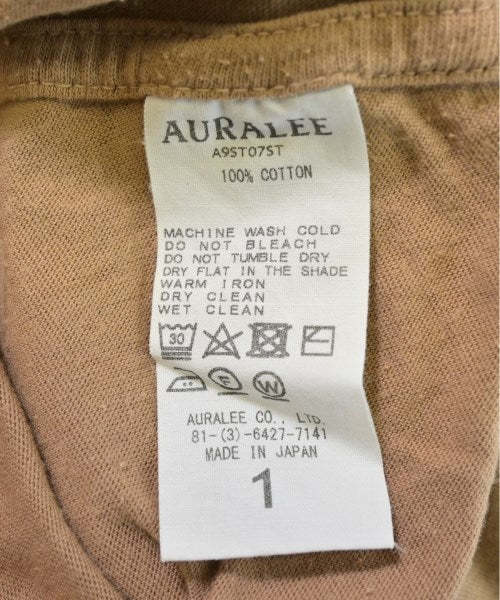 AURALEE
A9ST07ST
100% COTTON
MACHINE WASH COLD
DO NOT BLEACH
DO NOT TUMBLE DRY
DRY FLAT IN THE SHADE
WARM IRON
DRY CLEAN
WET CLEAN
30
F W
AURALEE CO., LTD.
81-(3)-6427-7141
MADE IN JAPAN
1